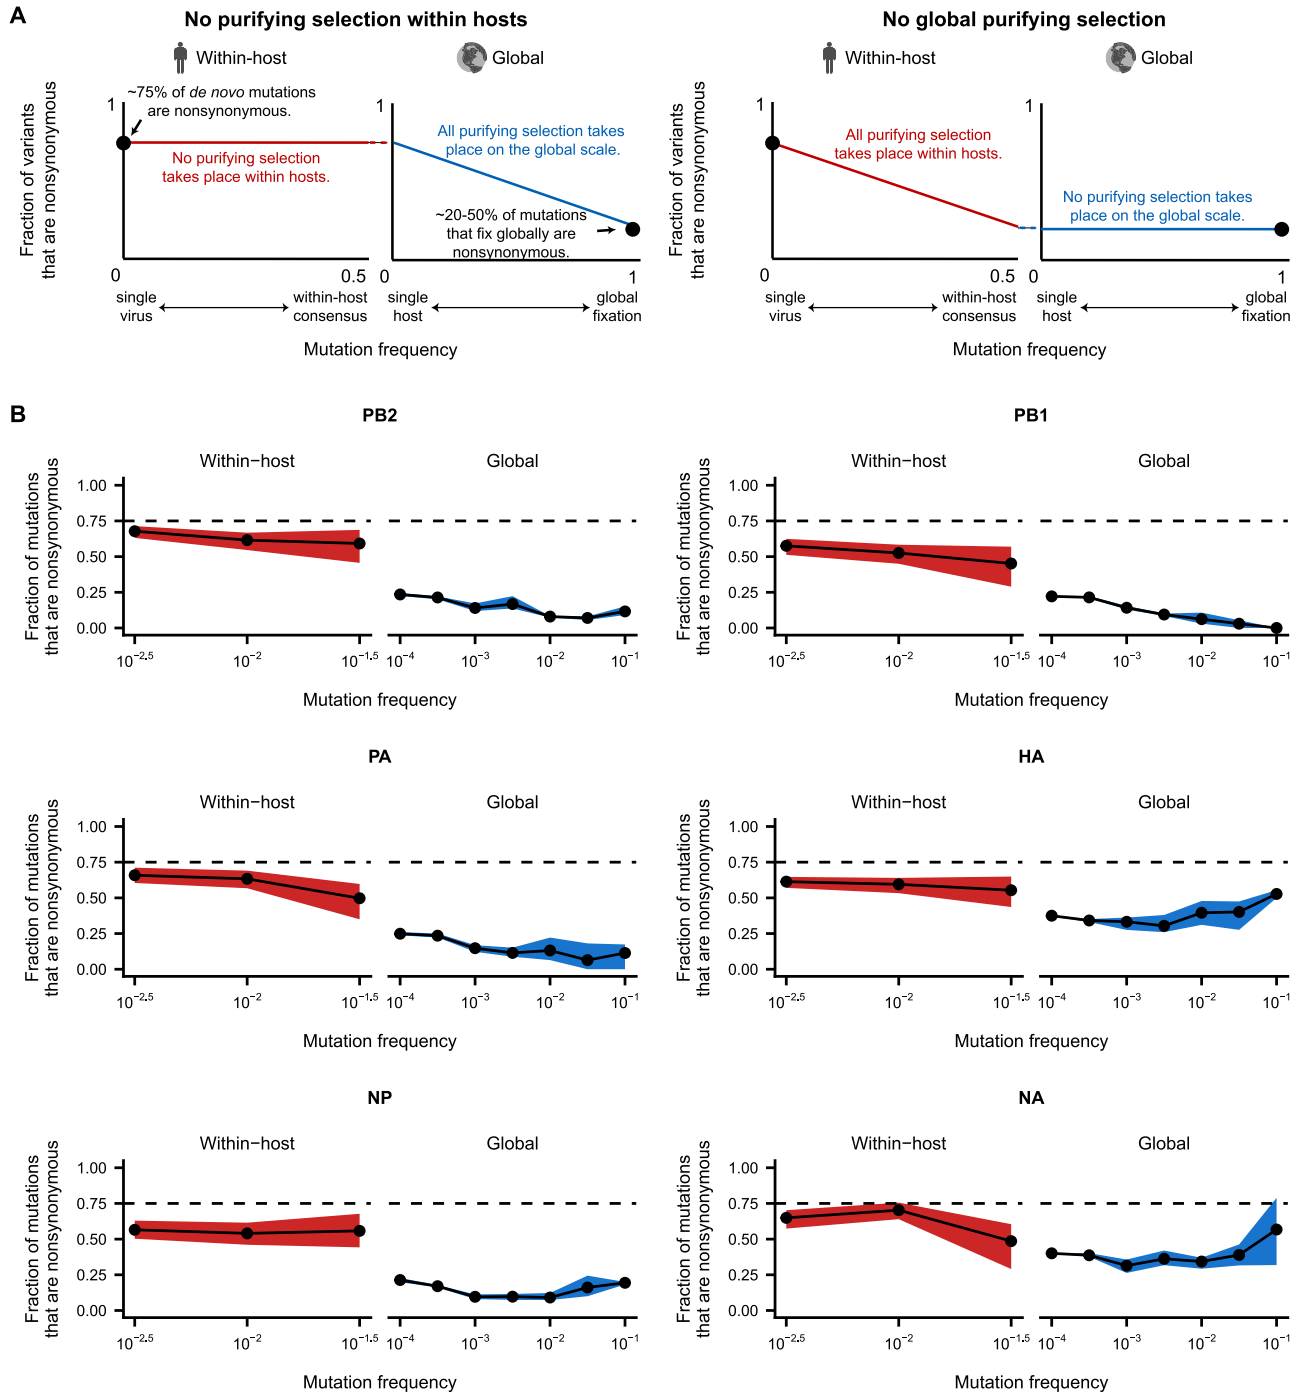 A
No purifying selection within hosts
Within-host
Global
Fraction of variants
that are nonsynonymous
1
~75% of de novo mutations
are nonsynonymous.
No purifying selection
takes place within hosts.
0
0.5
single
virus
within-host
consensus
1
All purifying selection takes
place on the global scale.
~20-50% of mutations
that fix globally are
nonsynonymous.
0
1
single
host
global
fixation
Mutation frequency
No global purifying selection
Within-host
Global
Fraction of variants
that are nonsynonymous
1
All purifying selection
takes place within hosts.
0
0.5
single
virus
within-host
consensus
1
No purifying selection takes
place on the global scale.
0
1
single
host
global
fixation
Mutation frequency
B
PB2
Within−host
Global
Fraction of mutations
that are nonsynonymous
1.00
0.75
0.50
0.25
0.00
10−2.5 10−2 10−1.5
10−4 10−3 10−2 10−1
Mutation frequency
PB1
Within−host
Global
Fraction of mutations
that are nonsynonymous
1.00
0.75
0.50
0.25
0.00
10−2.5 10−2 10−1.5
10−4 10−3 10−2 10−1
Mutation frequency
PA
Within−host
Global
Fraction of mutations
that are nonsynonymous
1.00
0.75
0.50
0.25
0.00
10−2.5 10−2 10−1.5
10−4 10−3 10−2 10−1
Mutation frequency
HA
Within−host
Global
Fraction of mutations
that are nonsynonymous
1.00
0.75
0.50
0.25
0.00
10−2.5 10−2 10−1.5
10−4 10−3 10−2 10−1
Mutation frequency
NP
Within−host
Global
Fraction of mutations
that are nonsynonymous
1.00
0.75
0.50
0.25
0.00
10−2.5 10−2 10−1.5
10−4 10−3 10−2 10−1
Mutation frequency
NA
Within−host
Global
Fraction of mutations
that are nonsynonymous
1.00
0.75
0.50
0.25
0.00
10−2.5 10−2 10−1.5
10−4 10−3 10−2 10−1
Mutation frequency